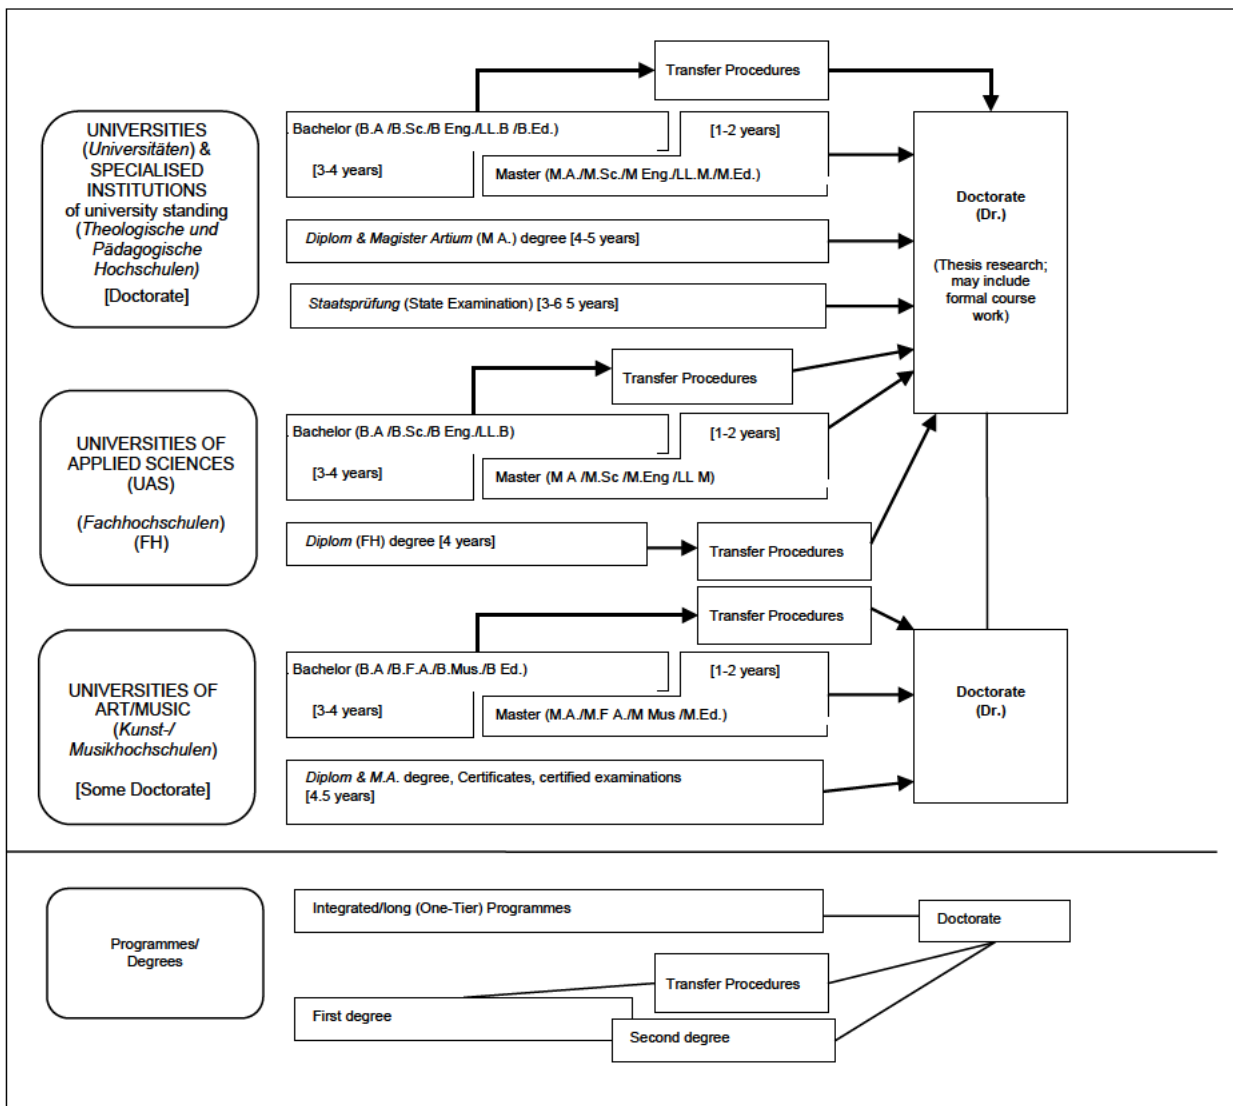 Transfer Procedures
UNIVERSITIES
(Universitäten) &
SPECIALISED
INSTITUTIONS
of university standing
(Theologische und
Pädagogische
Hochschulen)
[Doctorate]
. Bachelor (B.A /B.Sc./B Eng./LL.B /B.Ed.)
[1-2 years]
[3-4 years]
Master (M.A./M.Sc./M Eng./LL.M./M.Ed.)
Diplom & Magister Artium (M A.) degree [4-5 years]
Staatsprüfung (State Examination) [3-6 5 years]
Doctorate
(Dr.)
(Thesis research;
may include
formal course
work)
Transfer Procedures
UNIVERSITIES OF
APPLIED SCIENCES
(UAS)
(Fachhochschulen)
(FH)
. Bachelor (B.A /B.Sc./B Eng./LL.B)
[1-2 years]
[3-4 years]
Master (M A /M.Sc /M.Eng /LL M)
Diplom (FH) degree [4 years]
Transfer Procedures
Transfer Procedures
UNIVERSITIES OF
ART/MUSIC
(Kunst-/
Musikhochschulen)
[Some Doctorate]
. Bachelor (B.A /B.F.A./B.Mus./B Ed.)
[1-2 years]
[3-4 years]
Master (M.A./M.F A./M Mus /M.Ed.)
Diplom & M.A. degree, Certificates, certified examinations
[4.5 years]
Doctorate
(Dr.)
Programmes/
Degrees
Integrated/long (One-Tier) Programmes
Doctorate
Transfer Procedures
First degree
Second degree